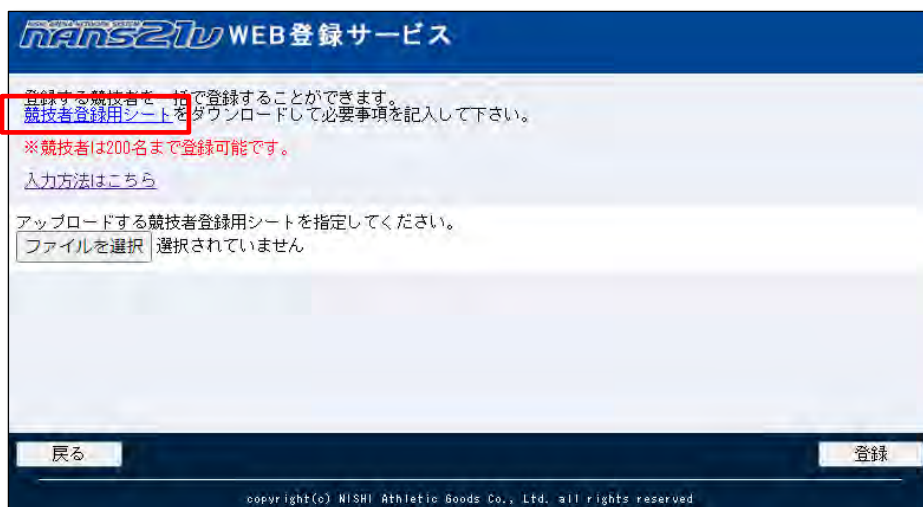 NISHI ARENA NETWORK SYSTEM
NANS21V WEB登録サービス
登録する競技者を一括で登録することができます。
競技者登録用シートをダウンロードして必要事項を記入して下さい。
※競技者は200名まで登録可能です。
入力方法はこちら
アップロードする競技者登録用シートを指定してください。
ファイルを選択 選択されていません
戻る 登録
copyright(c) NISHI Athletic Goods Co., Ltd. all rights reserved